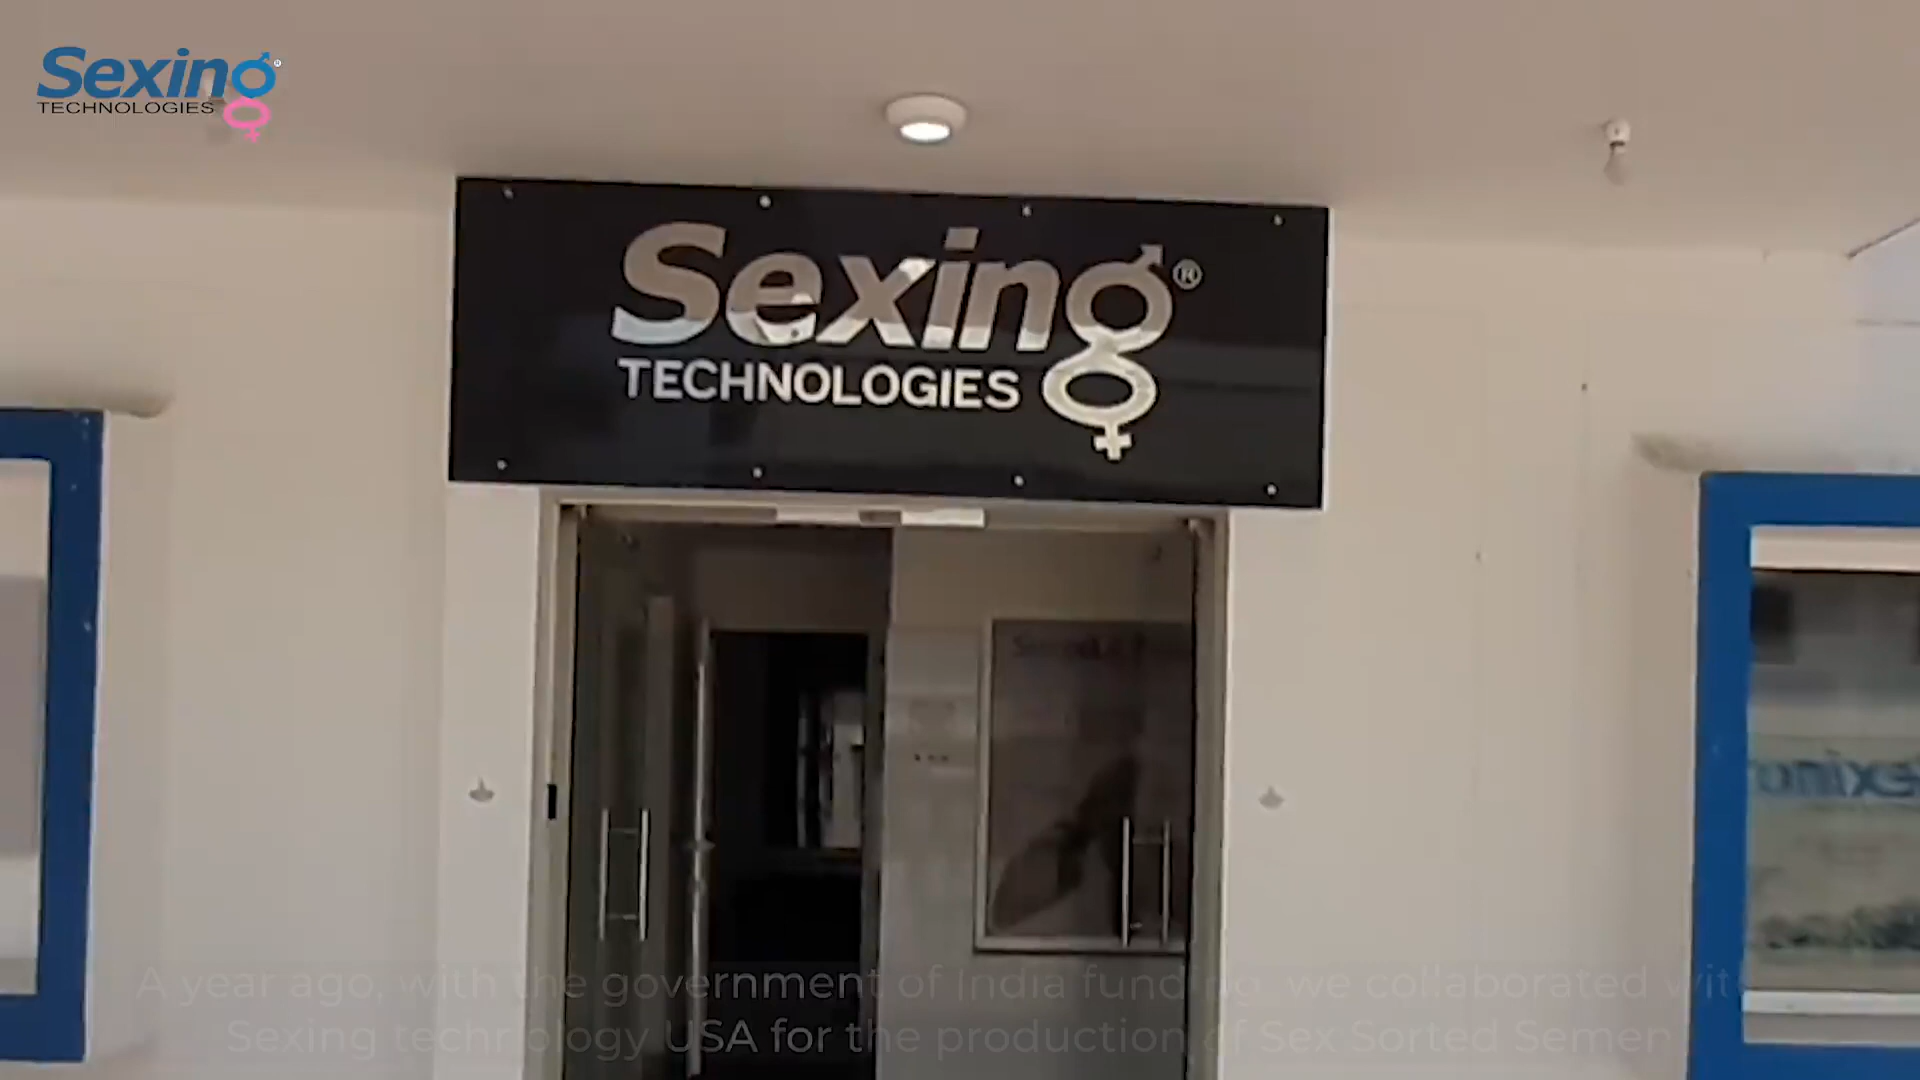 Sexing®
TECHNOLOGIES
Sexing®
TECHNOLOGIES
A year ago, with the government of India funding, we collaborated with
Sexing technology USA for the production of Sex Sorted Semen